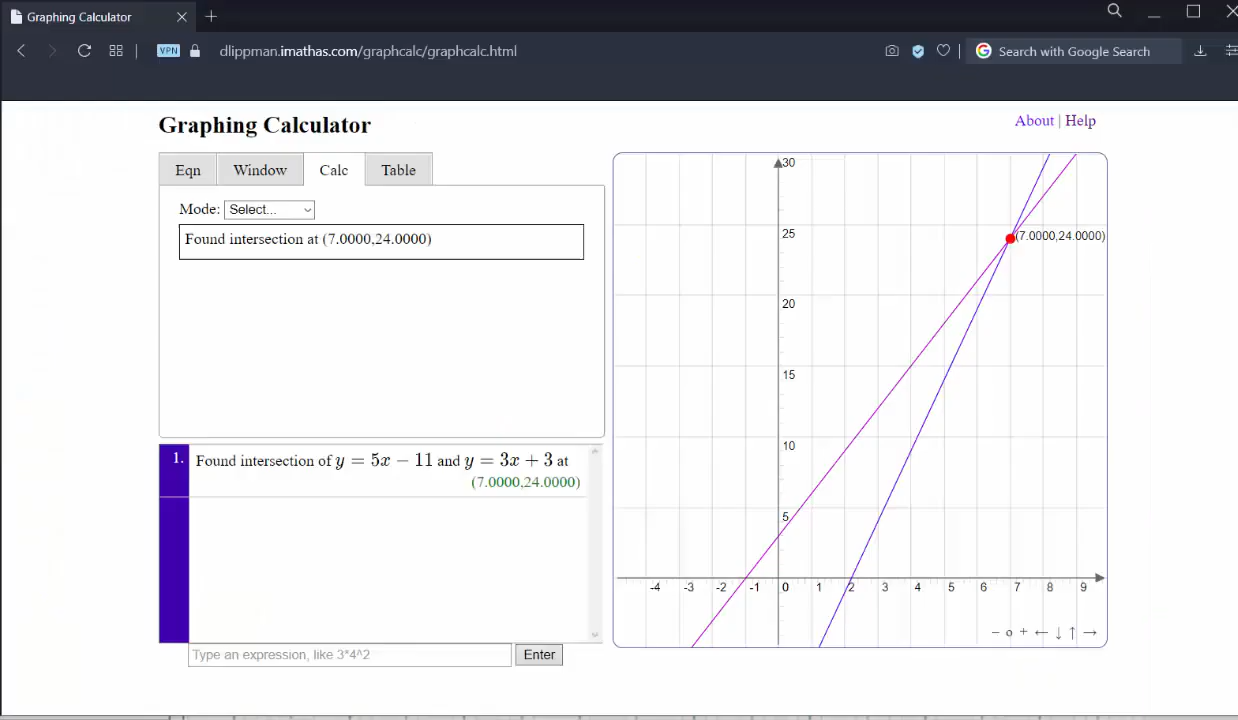 Graphing Calculator
VPN dlippman.imathas.com/graphcalc/graphcalc.html Search with Google Search
Graphing Calculator
About | Help
Eqn Window Calc Table
Mode: Select...
Found intersection at (7.0000,24.0000)
1. Found intersection of y = 5x − 11 and y = 3x + 3 at
(7.0000,24.0000)
Type an expression, like 3*4^2 Enter
30
25
(7.0000,24.0000)
20
15
10
5
-4 -3 -2 -1 0 1 2 3 4 5 6 7 8 9
− o + ← ↓ ↑ →